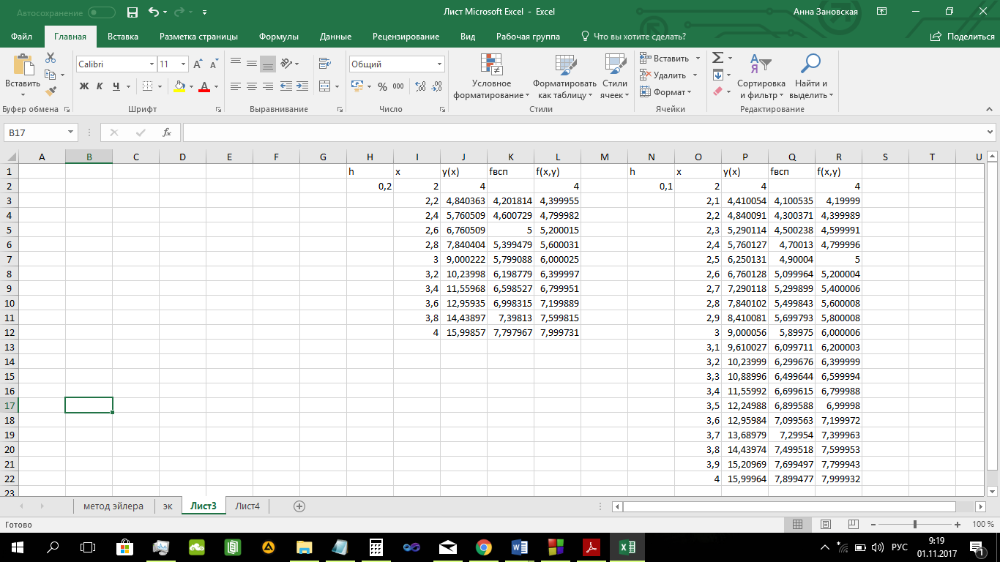 Автосохранение
Лист Microsoft Excel - Excel
Анна Зановская
Файл Главная Вставка Разметка страницы Формулы Данные Рецензирование Вид Рабочая группа Что вы хотите сделать? Поделиться
Вставить
Calibri 11
Ж К Ч
Общий
% 000
Условное форматирование
Форматировать как таблицу
Стили ячеек
Вставить
Удалить
Формат
Сортировка и фильтр
Найти и выделить
Буфер обмена Шрифт Выравнивание Число Стили Ячейки Редактирование
B17 fx
A B C D E F G H I J K L M N O P Q R S T U
1 h x y(x) fвсп f(x,y) h x y(x) fвсп f(x,y)
2 0,2 2 4 4 0,1 2 4 4
3 2,2 4,840363 4,201814 4,399955 2,1 4,410054 4,100535 4,19999
4 2,4 5,760509 4,600729 4,799982 2,2 4,840091 4,300371 4,399989
5 2,6 6,760509 5 5,200015 2,3 5,290114 4,500238 4,599991
6 2,8 7,840404 5,399479 5,600031 2,4 5,760127 4,70013 4,799996
7 3 9,000222 5,799088 6,000025 2,5 6,250131 4,90004 5
8 3,2 10,23998 6,198779 6,399997 2,6 6,760128 5,099964 5,200004
9 3,4 11,55968 6,598527 6,799951 2,7 7,290118 5,299899 5,400006
10 3,6 12,95935 6,998315 7,199889 2,8 7,840102 5,499843 5,600008
11 3,8 14,43897 7,39813 7,599815 2,9 8,410081 5,699793 5,800008
12 4 15,99857 7,797967 7,999731 3 9,000056 5,89975 6,000006
13 3,1 9,610027 6,099711 6,200003
14 3,2 10,23999 6,299676 6,399999
15 3,3 10,88996 6,499644 6,599994
16 3,4 11,55992 6,699615 6,799988
17 3,5 12,24988 6,899588 6,99998
18 3,6 12,95984 7,099563 7,199972
19 3,7 13,68979 7,29954 7,399963
20 3,8 14,43974 7,499518 7,599953
21 3,9 15,20969 7,699497 7,799943
22 4 15,99964 7,899477 7,999932
23
метод эйлера эк Лист3 Лист4
Готово 100 %
РУС
9:19
01.11.2017
1